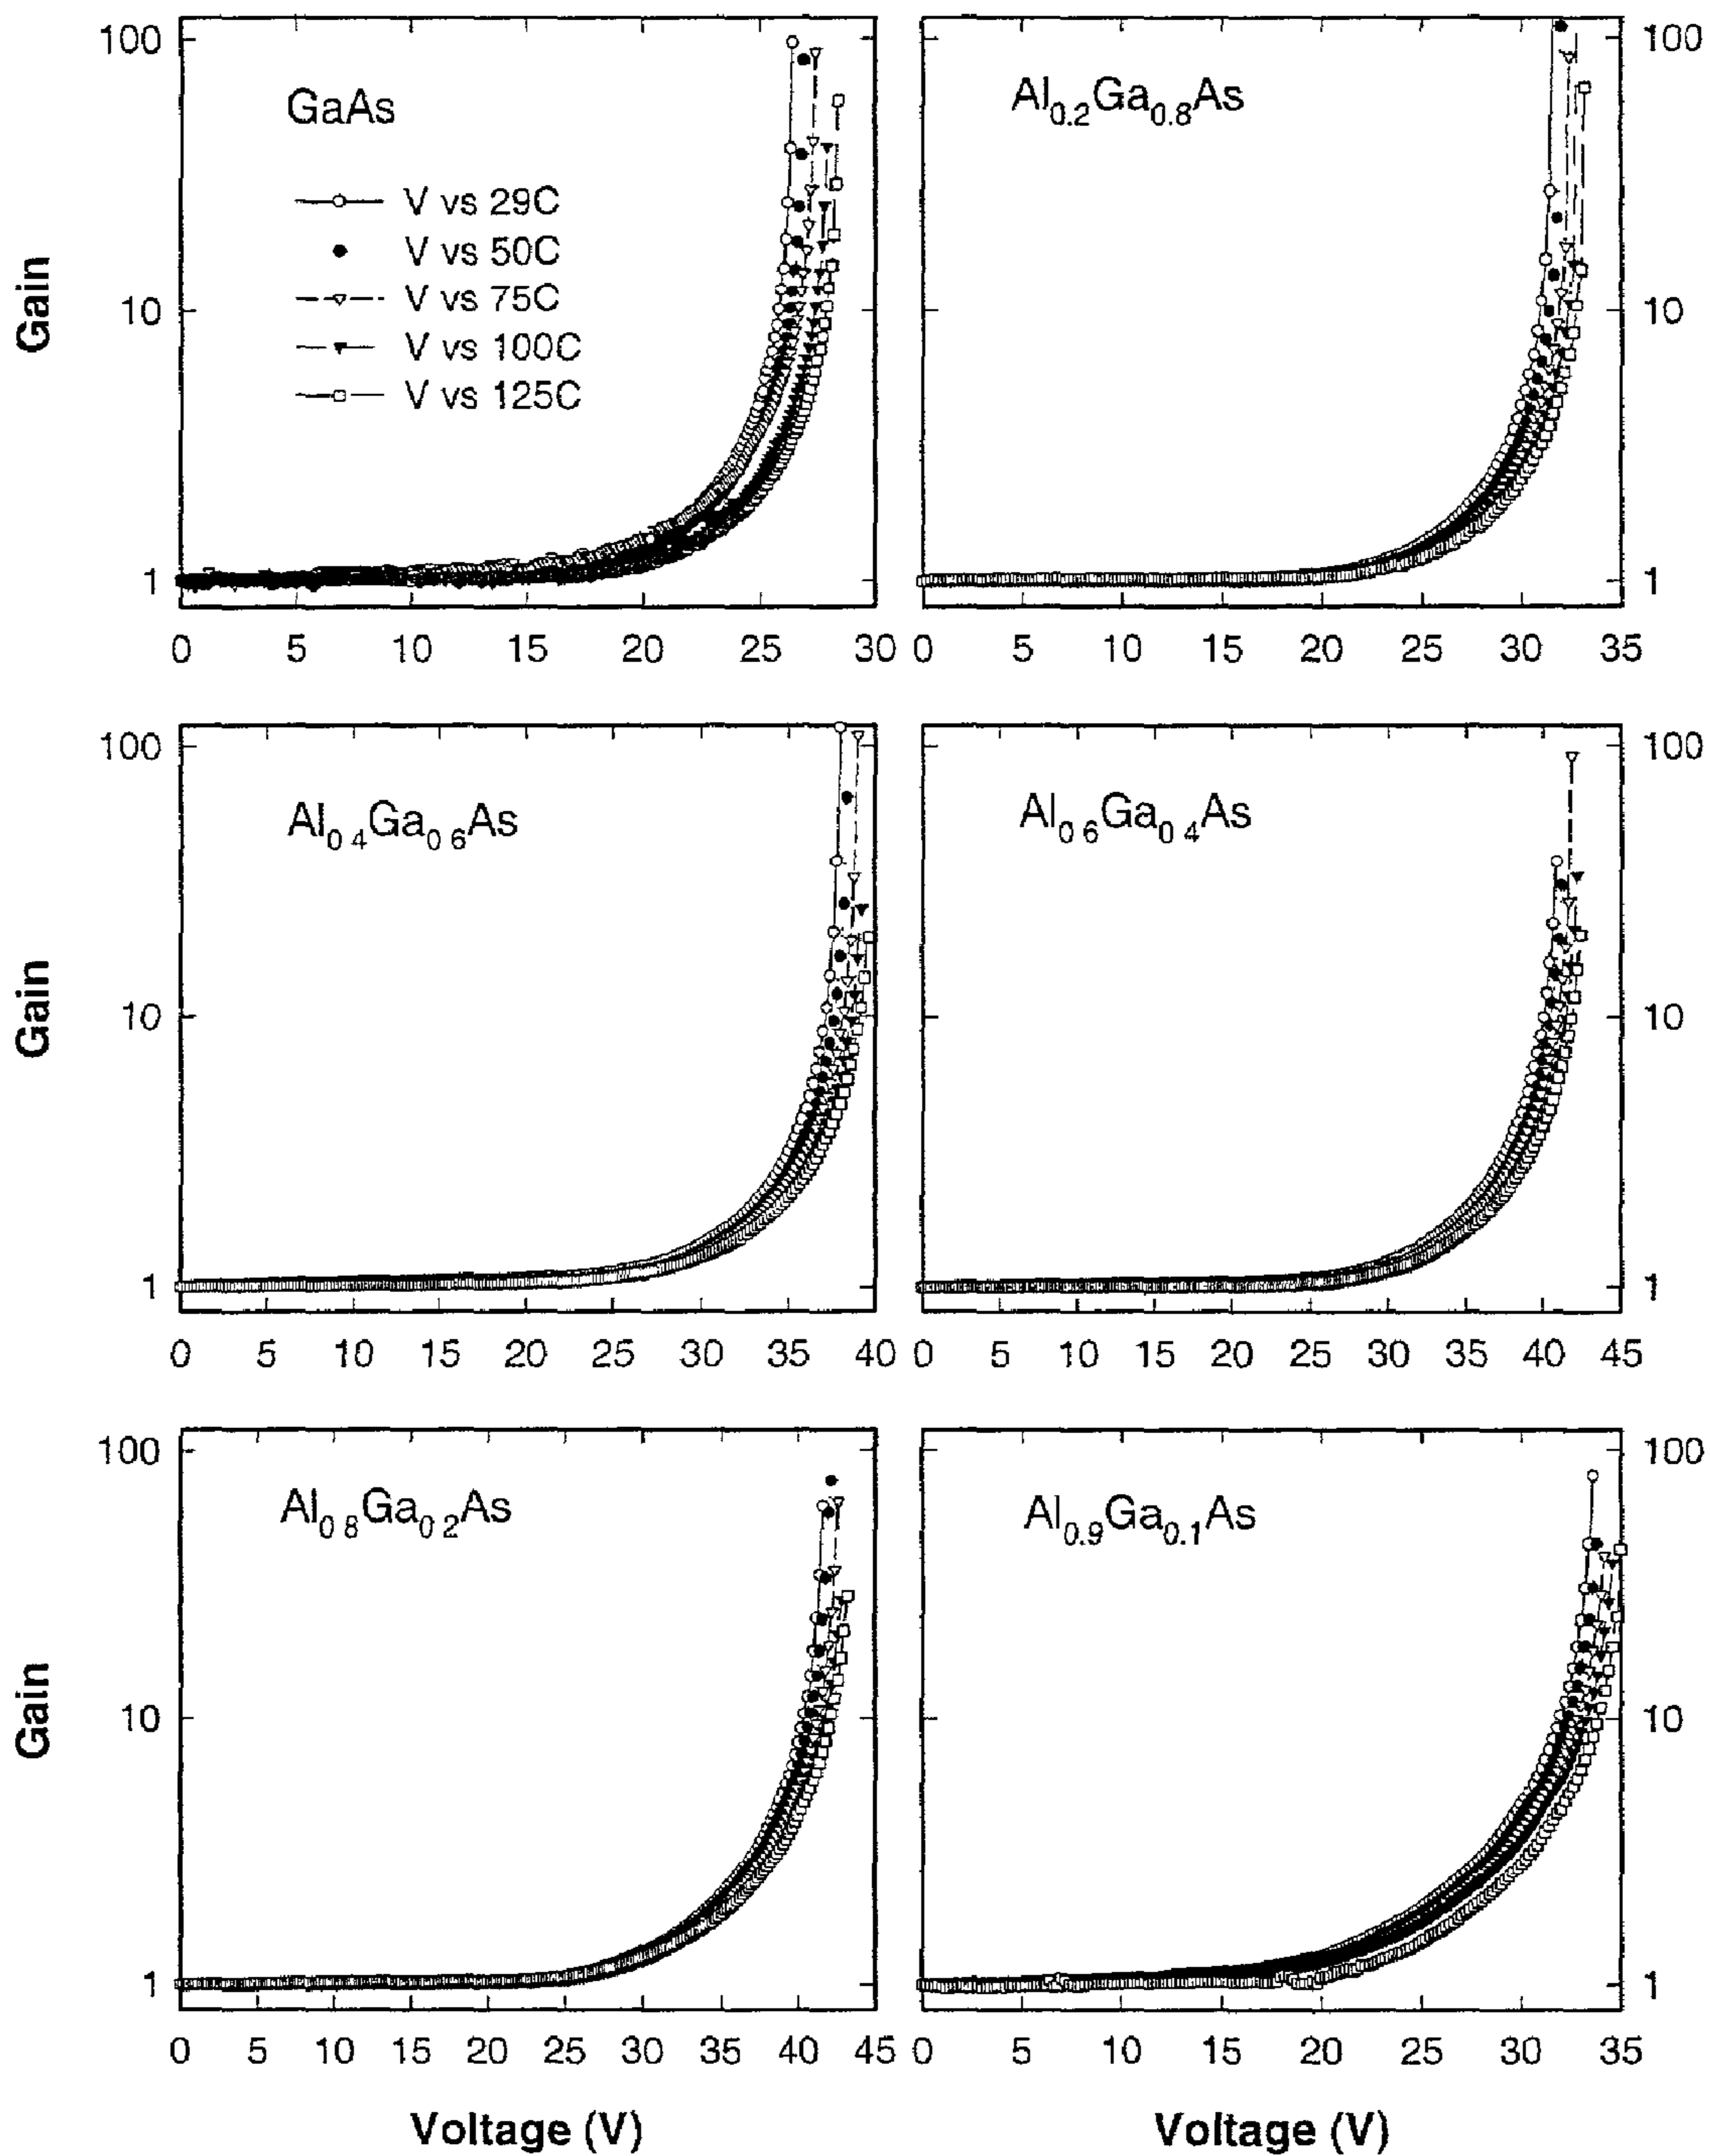 100
GaAs
V vs 29C
V vs 50C
V vs 75C
V vs 100C
V vs 125C
10
1
Gain
0 5 10 15 20 25 30
Al0.2Ga0.8As
100
10
1
0 5 10 15 20 25 30 35
100
Al0 4Ga0 6As
10
1
Gain
0 5 10 15 20 25 30 35 40
Al0 6Ga0 4As
100
10
1
0 5 10 15 20 25 30 35 40 45
100
Al0 8Ga0 2As
10
1
Gain
0 5 10 15 20 25 30 35 40 45
Voltage (V)
Al0.9Ga0.1As
100
10
1
0 5 10 15 20 25 30 35
Voltage (V)